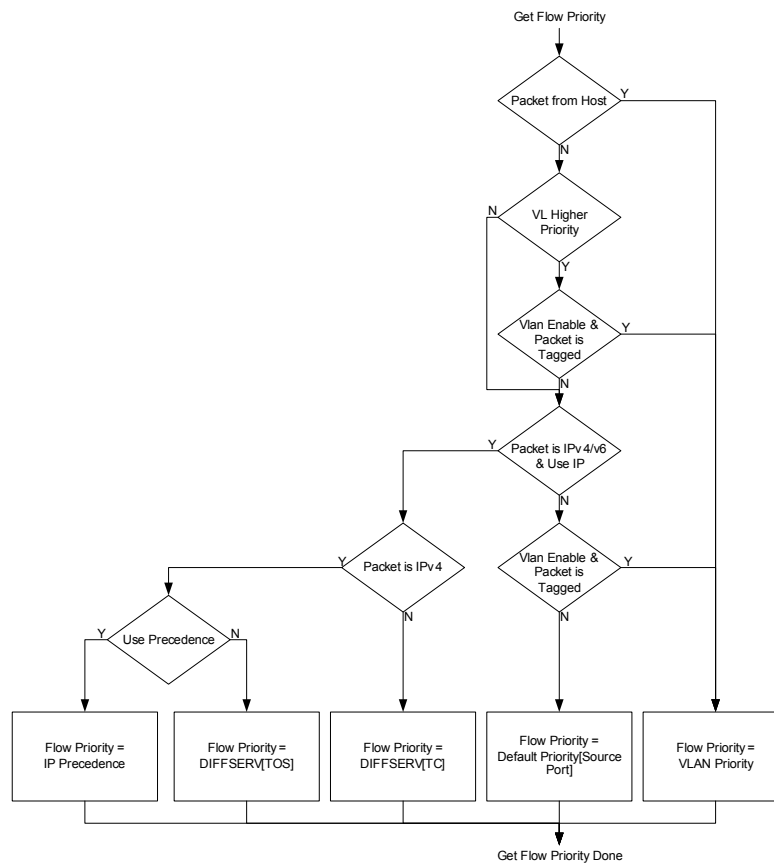 Get Flow Priority
Packet from Host
Y
N
N
VL Higher
Priority
Y
Vlan Enable &
Packet is
Tagged
Y
N
Y
Packet is IPv4/v6
& Use IP
N
Y
Packet is IPv4
N
Vlan Enable &
Packet is
Tagged
Y
N
Y
Use Precedence
N
Flow Priority =
IP Precedence
Flow Priority =
DIFFSERV[TOS]
Flow Priority =
DIFFSERV[TC]
Flow Priority =
Default Priority[Source
Port]
Flow Priority =
VLAN Priority
Get Flow Priority Done